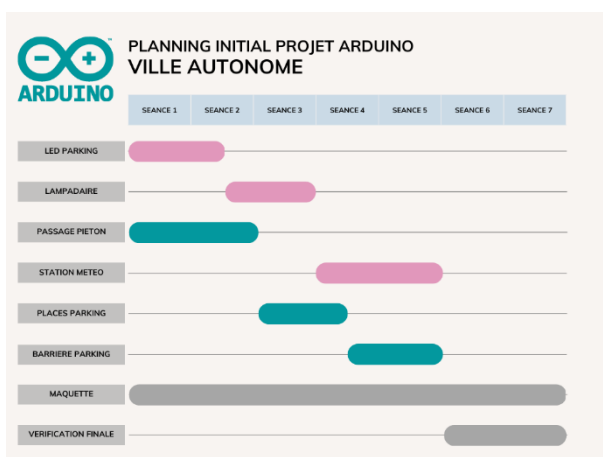 PLANNING INITIAL PROJET ARDUINO
VILLE AUTONOME
ARDUINO
SEANCE 1 SEANCE 2 SEANCE 3 SEANCE 4 SEANCE 5 SEANCE 6 SEANCE 7
LED PARKING
LAMPADAIRE
PASSAGE PIETON
STATION METEO
PLACES PARKING
BARRIERE PARKING
MAQUETTE
VERIFICATION FINALE